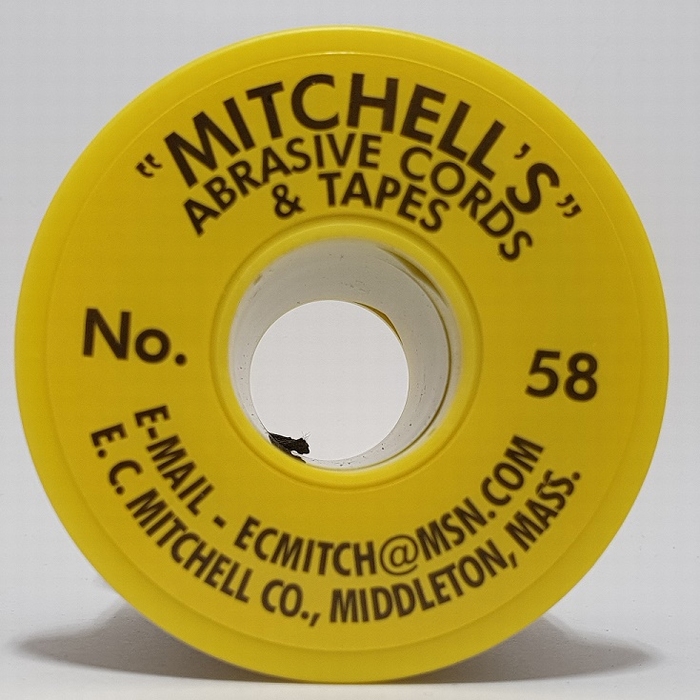 "MITCHELL'S"
ABRASIVE CORDS
& TAPES
No. 58
E-MAIL - ECMITCH@MSN.COM
E. C. MITCHELL CO., MIDDLETON, MASS.